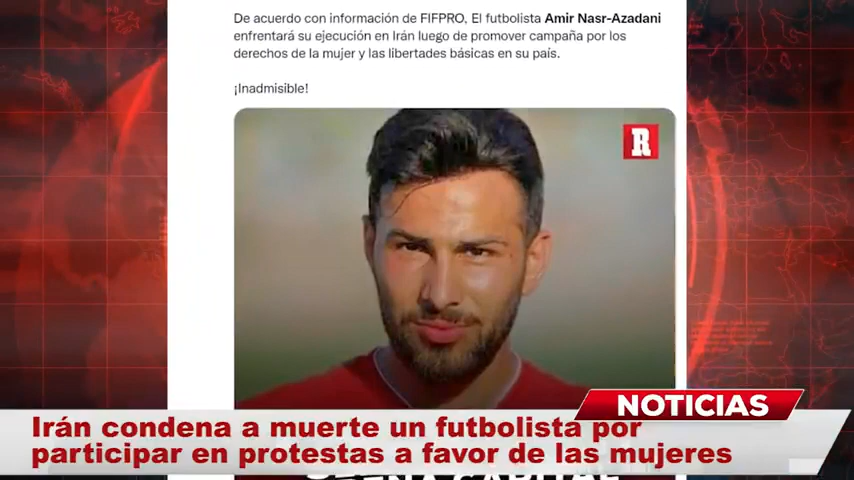 De acuerdo con información de FIFPRO, El futbolista Amir Nasr-Azadani
enfrentará su ejecución en Irán luego de promover campaña por los
derechos de la mujer y las libertades básicas en su país.
¡Inadmisible!
R
NOTICIAS
Irán condena a muerte un futbolista por
participar en protestas a favor de las mujeres